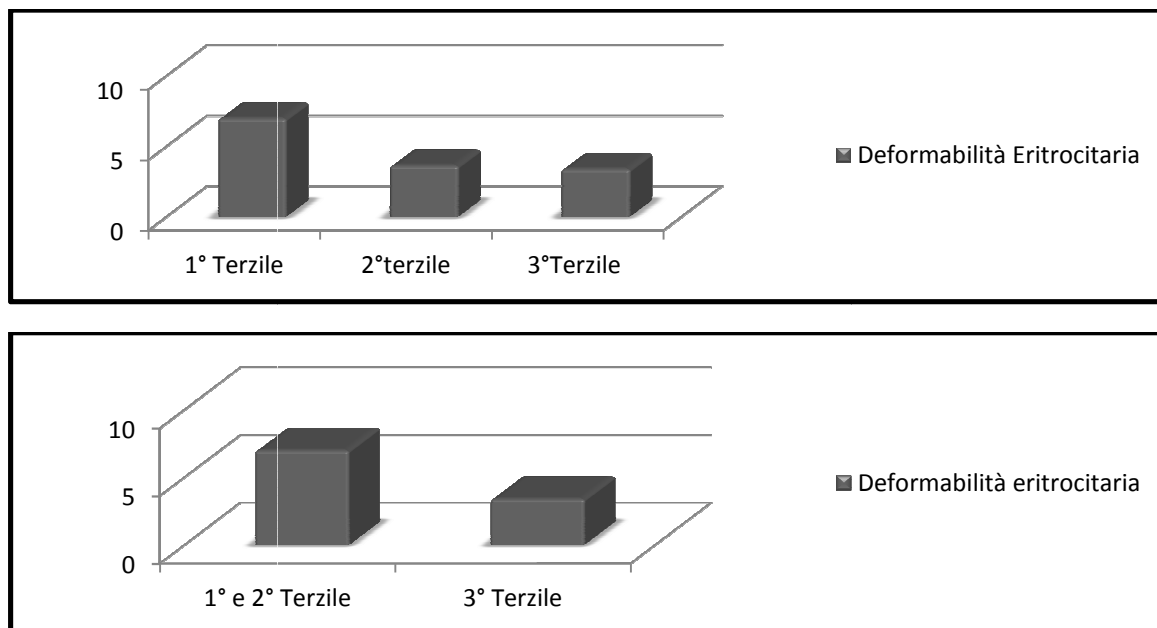 10
5
0
1° Terzile 2°terzile 3°Terzile
Deformabilità Eritrocitaria
10
5
0
1° e 2° Terzile 3° Terzile
Deformabilità eritrocitaria